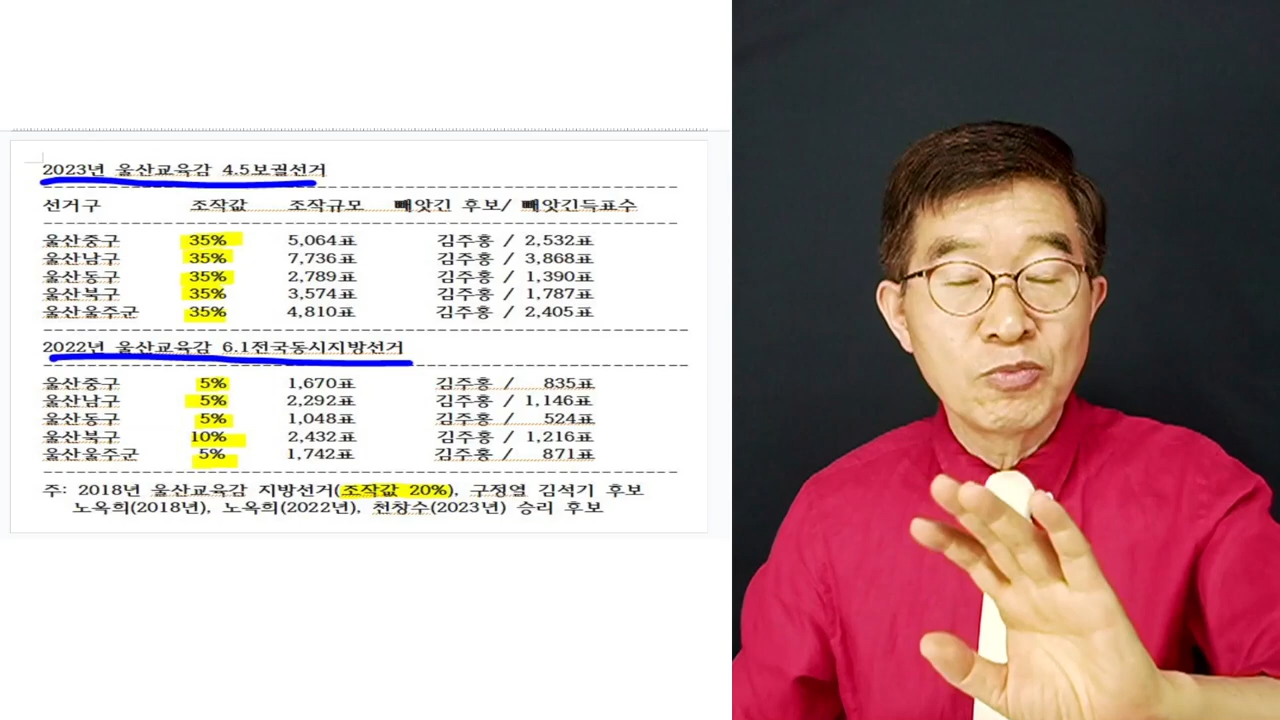 2023년 울산교육감 4.5보궐선거
선거구 조작값 조작규모 빼앗긴 후보/ 빼앗긴득표수
울산중구 35% 5,064표 김주홍 / 2,532표
울산남구 35% 7,736표 김주홍 / 3,868표
울산동구 35% 2,789표 김주홍 / 1,390표
울산북구 35% 3,574표 김주홍 / 1,787표
울산울주군 35% 4,810표 김주홍 / 2,405표
2022년 울산교육감 6.1전국동시지방선거
울산중구 5% 1,670표 김주홍 / 835표
울산남구 5% 2,292표 김주홍 / 1,146표
울산동구 5% 1,048표 김주홍 / 524표
울산북구 10% 2,432표 김주홍 / 1,216표
울산울주군 5% 1,742표 김주홍 / 871표
주: 2018년 울산교육감 지방선거(조작값 20%), 구정열 김석기 후보
노옥희(2018년), 노옥희(2022년), 천창수(2023년) 승리 후보